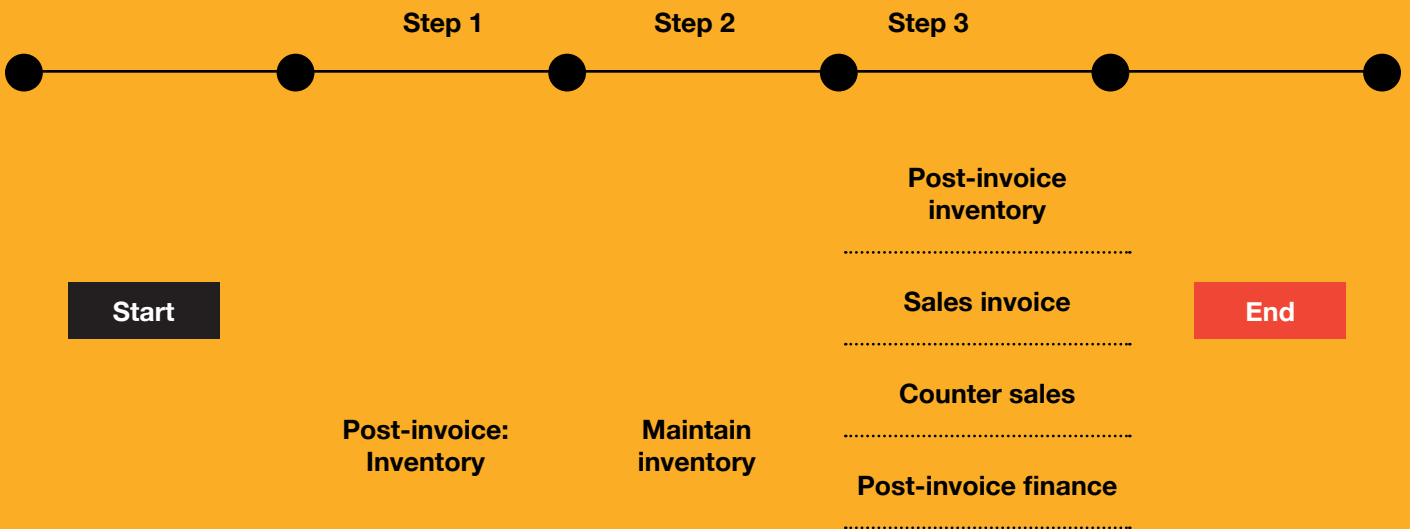 Step 1
Step 2
Step 3
Start
Post-invoice:
Inventory
Maintain
inventory
Post-invoice
inventory
Sales invoice
Counter sales
Post-invoice finance
End